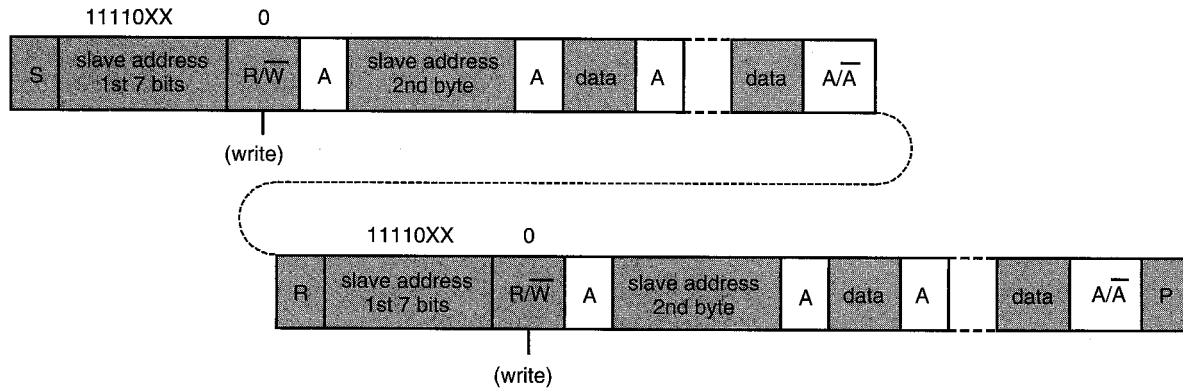 11110XX 0
S slave address 1st 7 bits R/W̅ A slave address 2nd byte A data A data A/A̅
(write)
11110XX 0
R slave address 1st 7 bits R/W̅ A slave address 2nd byte A data A data A/A̅ P
(write)